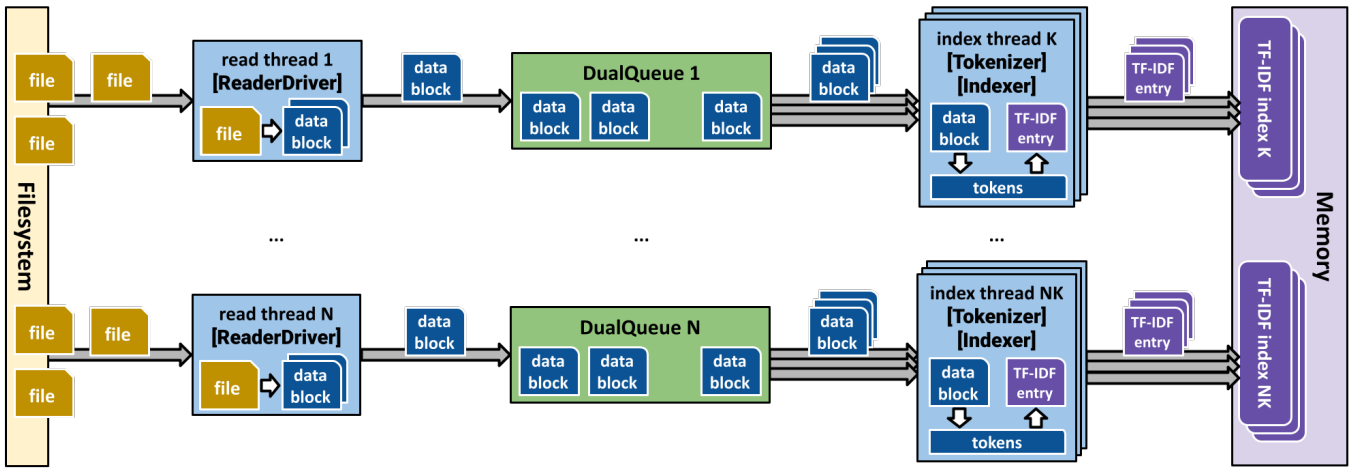 Filesystem
file
file
file
read thread 1
[ReaderDriver]
file
data
block
data
block
DualQueue 1
data
block
data
block
data
block
data
block
index thread K
[Tokenizer]
[Indexer]
data
block
TF-IDF
entry
tokens
TF-IDF
entry
TF-IDF index K
Memory
...
...
...
file
file
file
read thread N
[ReaderDriver]
file
data
block
data
block
DualQueue N
data
block
data
block
data
block
data
block
index thread NK
[Tokenizer]
[Indexer]
data
block
TF-IDF
entry
tokens
TF-IDF
entry
TF-IDF index NK